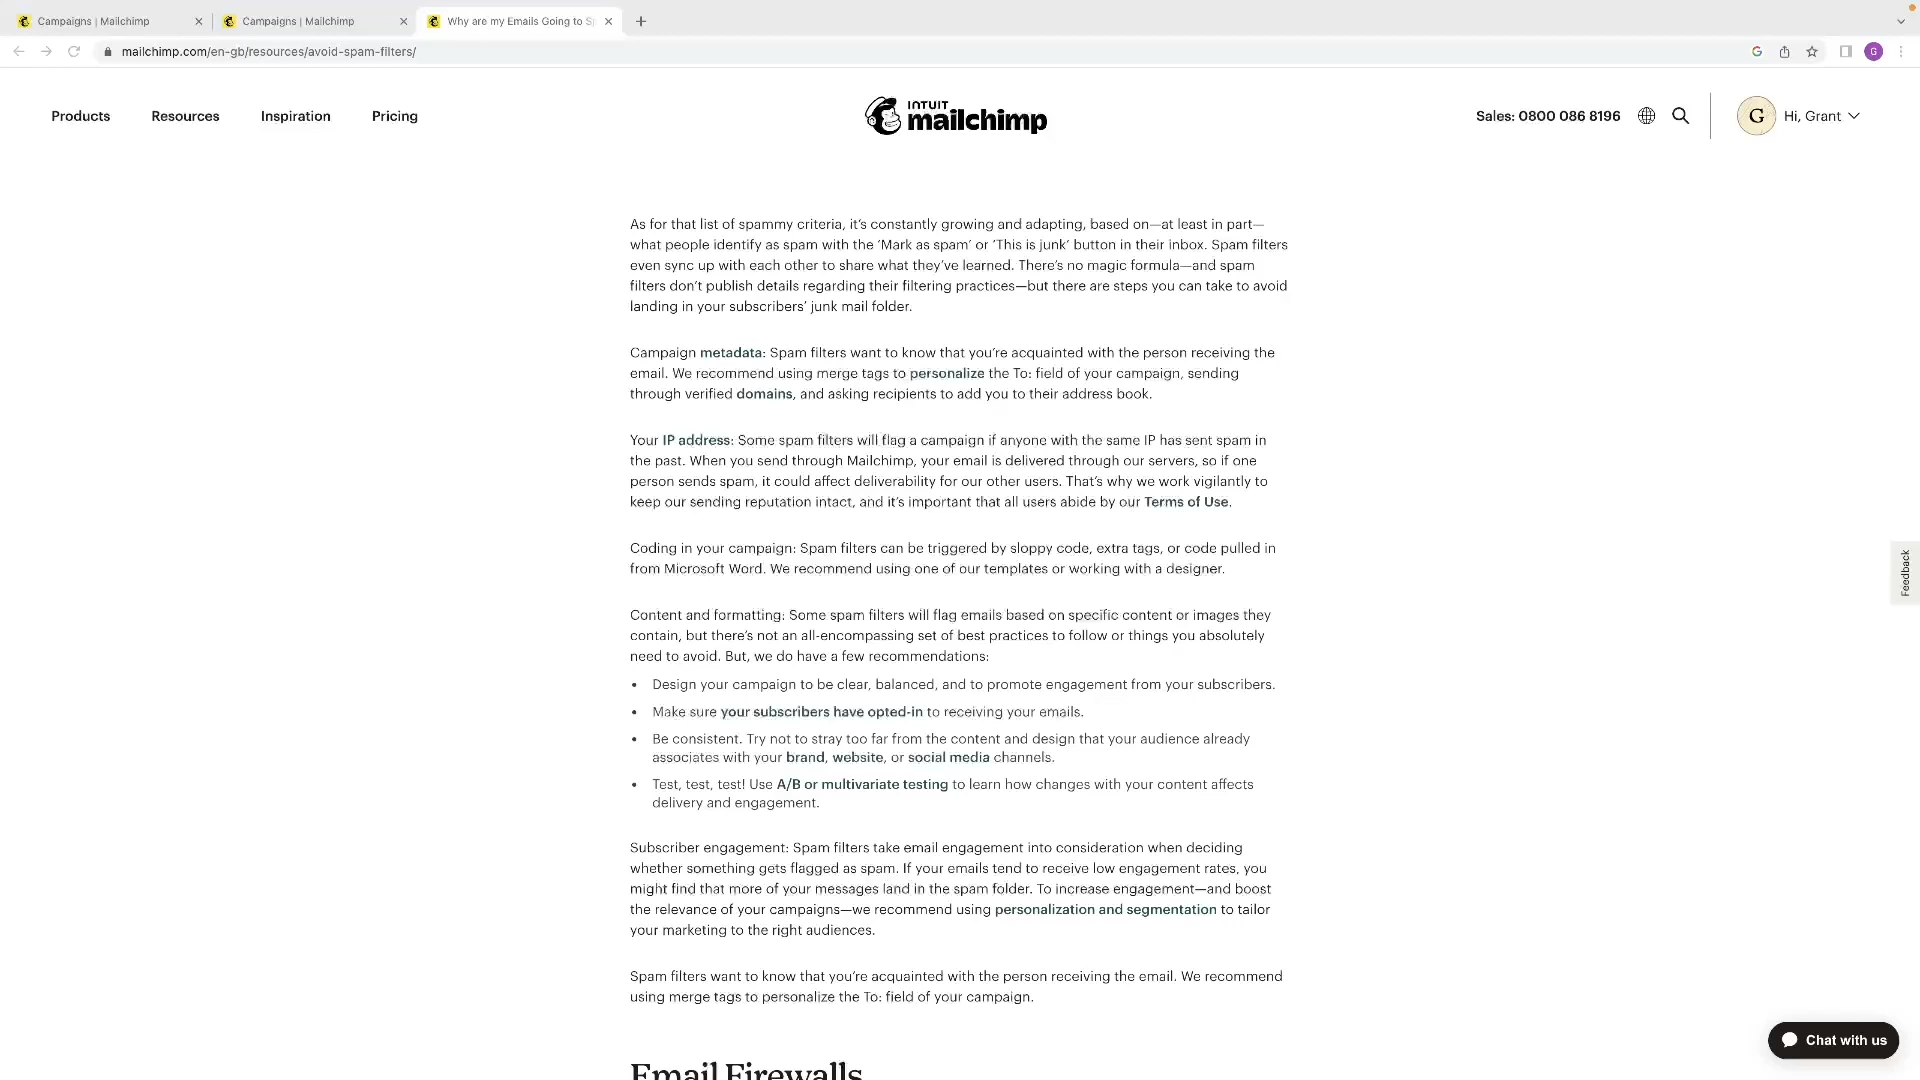 Campaigns | Mailchimp
Campaigns | Mailchimp
Why are my Emails Going to Sp
mailchimp.com/en-gb/resources/avoid-spam-filters/
G
Products
Resources
Inspiration
Pricing
INTUIT
mailchimp
Sales: 0800 086 8196
G
Hi, Grant
As for that list of spammy criteria, it’s constantly growing and adapting, based on—at least in part—
what people identify as spam with the ‘Mark as spam’ or ‘This is junk’ button in their inbox. Spam filters
even sync up with each other to share what they’ve learned. There’s no magic formula—and spam
filters don’t publish details regarding their filtering practices—but there are steps you can take to avoid
landing in your subscribers’ junk mail folder.
Campaign metadata: Spam filters want to know that you’re acquainted with the person receiving the
email. We recommend using merge tags to personalize the To: field of your campaign, sending
through verified domains, and asking recipients to add you to their address book.
Your IP address: Some spam filters will flag a campaign if anyone with the same IP has sent spam in
the past. When you send through Mailchimp, your email is delivered through our servers, so if one
person sends spam, it could affect deliverability for our other users. That’s why we work vigilantly to
keep our sending reputation intact, and it’s important that all users abide by our Terms of Use.
Coding in your campaign: Spam filters can be triggered by sloppy code, extra tags, or code pulled in
from Microsoft Word. We recommend using one of our templates or working with a designer.
Content and formatting: Some spam filters will flag emails based on specific content or images they
contain, but there’s not an all-encompassing set of best practices to follow or things you absolutely
need to avoid. But, we do have a few recommendations:
• Design your campaign to be clear, balanced, and to promote engagement from your subscribers.
• Make sure your subscribers have opted-in to receiving your emails.
• Be consistent. Try not to stray too far from the content and design that your audience already
associates with your brand, website, or social media channels.
• Test, test, test! Use A/B or multivariate testing to learn how changes with your content affects
delivery and engagement.
Subscriber engagement: Spam filters take email engagement into consideration when deciding
whether something gets flagged as spam. If your emails tend to receive low engagement rates, you
might find that more of your messages land in the spam folder. To increase engagement—and boost
the relevance of your campaigns—we recommend using personalization and segmentation to tailor
your marketing to the right audiences.
Spam filters want to know that you’re acquainted with the person receiving the email. We recommend
using merge tags to personalize the To: field of your campaign.
Email Firewalls
Feedback
Chat with us